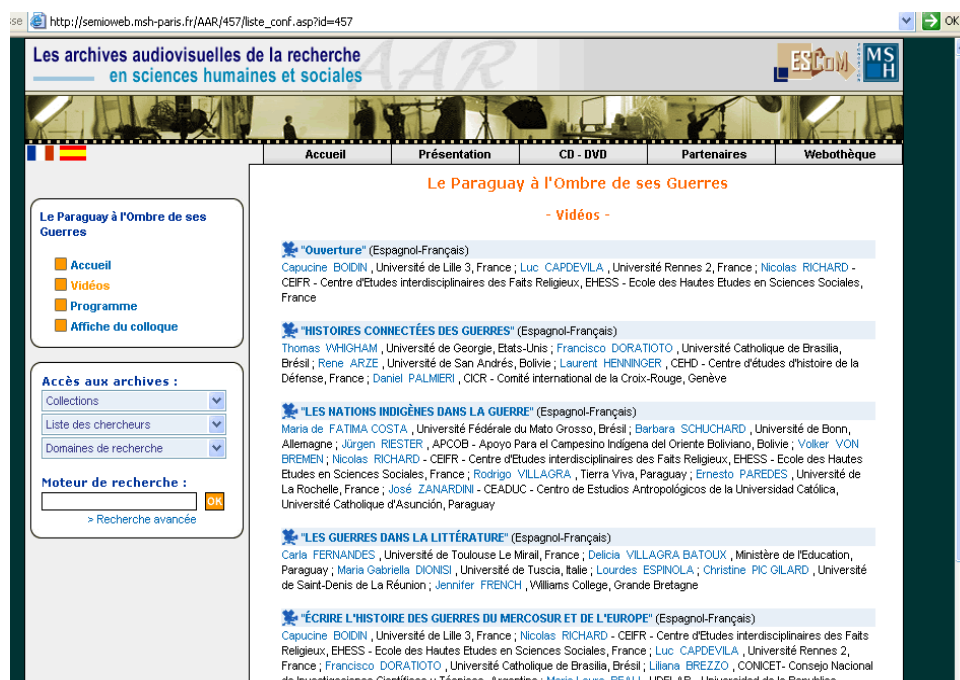 sse http://semioweb.msh-paris.fr/AAR/457/liste_conf.asp?id=457 OK
Les archives audiovisuelles de la recherche
en sciences humaines et sociales
AAR
ESCoM
MSH
Accueil Présentation CD - DVD Partenaires Webothèque
Le Paraguay à l'Ombre de ses Guerres
- Vidéos -
Le Paraguay à l'Ombre de ses
Guerres
Accueil
Vidéos
Programme
Affiche du colloque
Accès aux archives :
Collections
Liste des chercheurs
Domaines de recherche
Moteur de recherche :
OK
> Recherche avancée
"Ouverture" (Espagnol-Français)
Capucine BOIDIN , Université de Lille 3, France ; Luc CAPDEVILA , Université Rennes 2, France ; Nicolas RICHARD -
CEIFR - Centre d'Etudes interdisciplinaires des Faits Religieux, EHESS - Ecole des Hautes Etudes en Sciences Sociales,
France
"HISTOIRES CONNECTÉES DES GUERRES" (Espagnol-Français)
Thomas WHIGHAM , Université de Georgie, Etats-Unis ; Francisco DORATIOTO , Université Catholique de Brasilia,
Brésil ; Rene ARZE , Université de San Andrés, Bolivie ; Laurent HENNINGER , CEHD - Centre d'études d'histoire de la
Défense, France ; Daniel PALMIERI , CICR - Comité international de la Croix-Rouge, Genève
"LES NATIONS INDIGÈNES DANS LA GUERRE" (Espagnol-Français)
Maria de FATIMA COSTA , Université Fédérale du Mato Grosso, Brésil ; Barbara SCHUCHARD , Université de Bonn,
Allemagne ; Jürgen RIESTER , APCOB - Apoyo Para el Campesino Indígena del Oriente Boliviano, Bolivie ; Volker VON
BREMEN ; Nicolas RICHARD - CEIFR - Centre d'Etudes interdisciplinaires des Faits Religieux, EHESS - Ecole des Hautes
Etudes en Sciences Sociales, France ; Rodrigo VILLAGRA , Tierra Viva, Paraguay ; Ernesto PAREDES , Université de
La Rochelle, France ; José ZANARDINI - CEADUC - Centro de Estudios Antropológicos de la Universidad Católica,
Université Catholique d'Asunción, Paraguay
"LES GUERRES DANS LA LITTÉRATURE" (Espagnol-Français)
Carla FERNANDES , Université de Toulouse Le Mirail, France ; Delicia VILLAGRA BATOUX , Ministère de l'Education,
Paraguay ; Maria Gabriella DIONISI , Université de Tuscia, Italie ; Lourdes ESPINOLA ; Christine PIC GILARD , Université
de Saint-Denis de La Réunion ; Jennifer FRENCH , Williams College, Grande Bretagne
"ÉCRIRE L'HISTOIRE DES GUERRES DU MERCOSUR ET DE L'EUROPE" (Espagnol-Français)
Capucine BOIDIN , Université de Lille 3, France ; Nicolas RICHARD - CEIFR - Centre d'Etudes interdisciplinaires des Faits
Religieux, EHESS - Ecole des Hautes Etudes en Sciences Sociales, France ; Luc CAPDEVILA , Université Rennes 2,
France ; Francisco DORATIOTO , Université Catholique de Brasilia, Brésil ; Liliana BREZZO , CONICET- Consejo Nacional